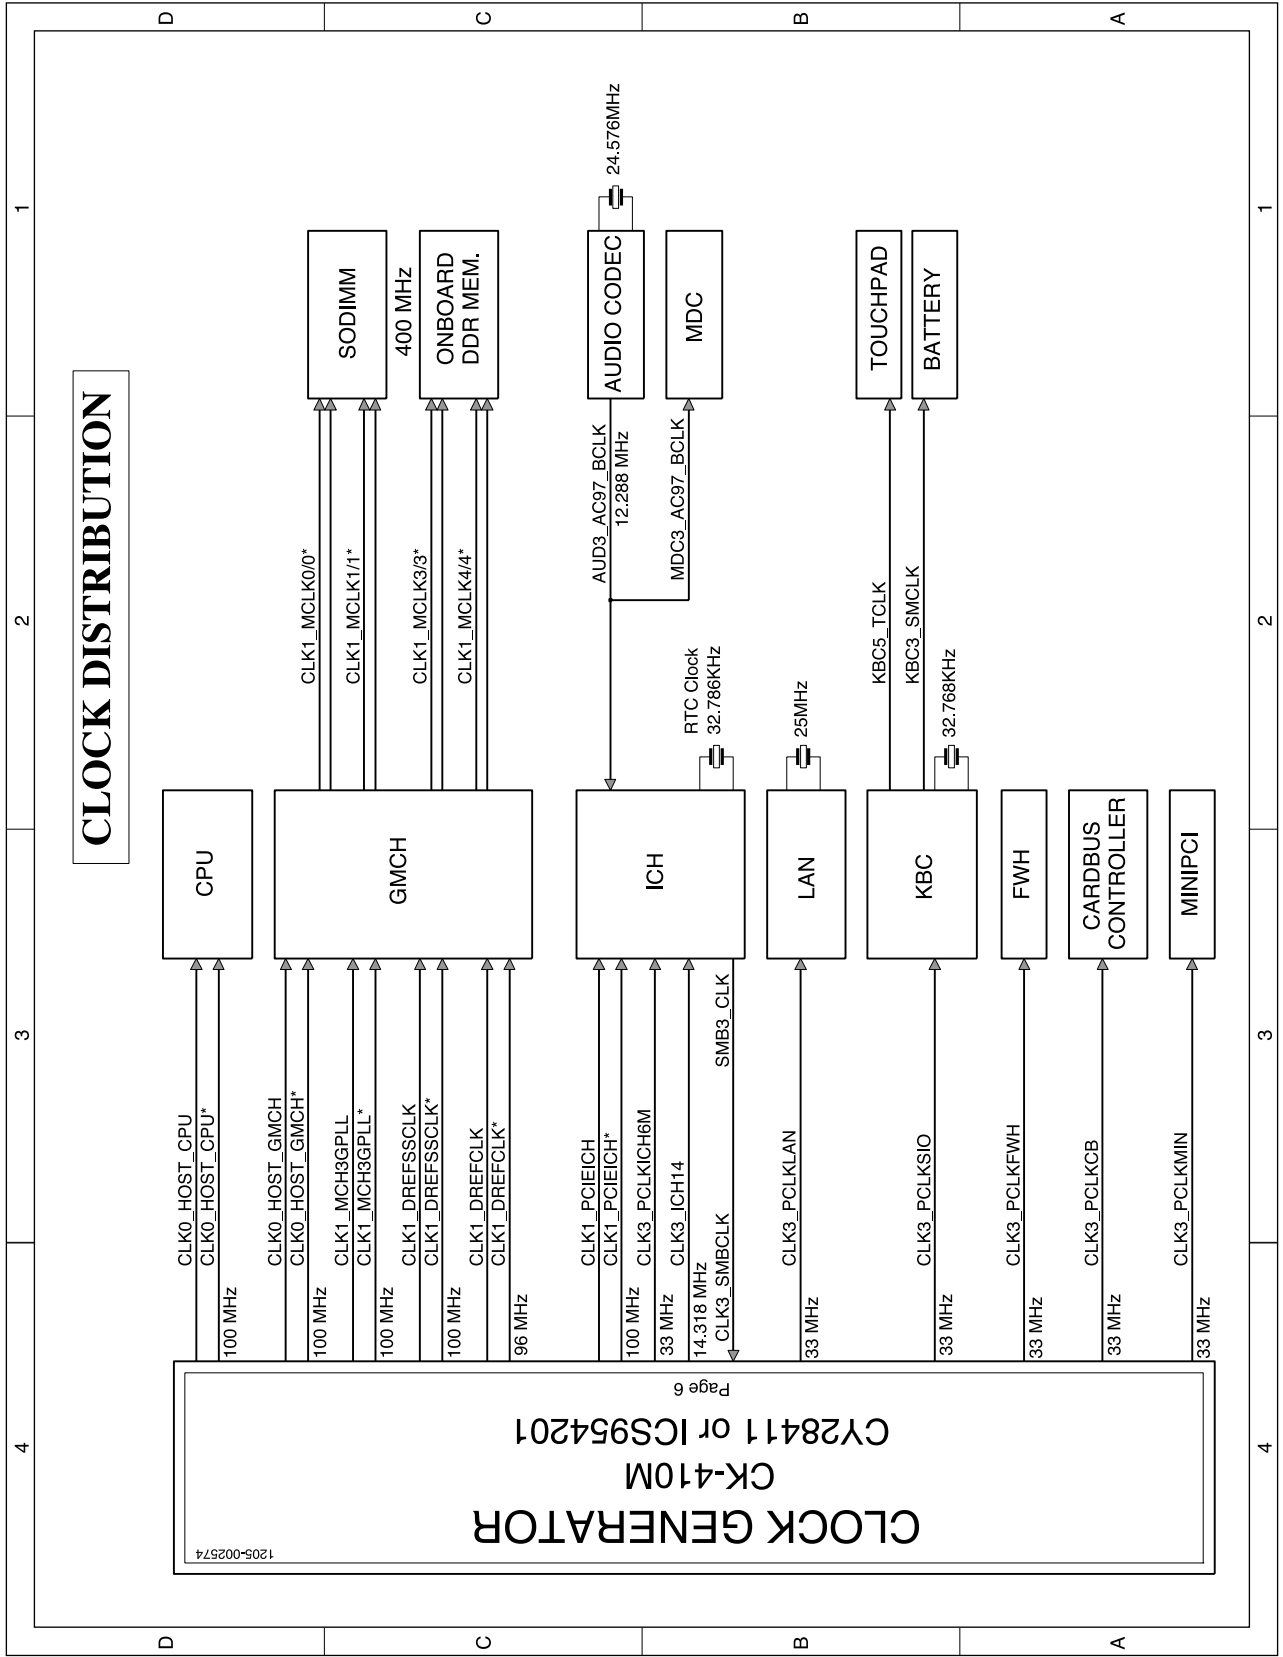 4
3
2
1
D
D
C
C
B
B
A
A
CLOCK DISTRIBUTION
1205-002574
CLOCK GENERATOR
CK-410M
CY28411 or ICS954201
Page 6
CLK0_HOST_CPU
CLK0_HOST_CPU*
100 MHz
CPU
CLK0_HOST_GMCH
CLK0_HOST_GMCH*
100 MHz
CLK1_MCH3GPLL
CLK1_MCH3GPLL*
100 MHz
CLK1_DREFSSCLK
CLK1_DREFSSCLK*
100 MHz
CLK1_DREFCLK
CLK1_DREFCLK*
96 MHz
GMCH
CLK1_MCLK0/0*
CLK1_MCLK1/1*
SODIMM
400 MHz
CLK1_MCLK3/3*
CLK1_MCLK4/4*
ONBOARD
DDR MEM.
CLK1_PCIEICH
CLK1_PCIEICH*
100 MHz
CLK3_PCLKICH6M
33 MHz
CLK3_ICH14
14.318 MHz
CLK3_SMBCLK
SMB3_CLK
ICH
RTC Clock
32.786KHz
AUD3_AC97_BCLK
12.288 MHz
AUDIO CODEC
24.576MHz
MDC3_AC97_BCLK
MDC
CLK3_PCLKLAN
33 MHz
LAN
25MHz
CLK3_PCLKSIO
33 MHz
KBC
KBC5_TCLK
TOUCHPAD
KBC3_SMCLK
BATTERY
32.768KHz
CLK3_PCLKFWH
33 MHz
FWH
CLK3_PCLKCB
33 MHz
CARDBUS
CONTROLLER
CLK3_PCLKMIN
33 MHz
MINIPCI
4
3
2
1